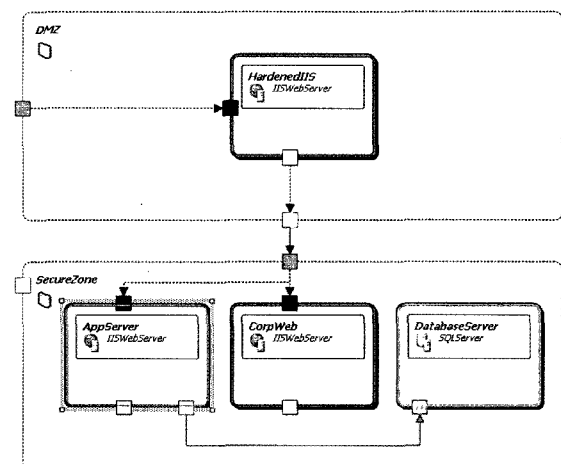 DMZ
HardenedIIS
IISWebServer
SecureZone
AppServer
IISWebServer
CorpWeb
IISWebServer
DatabaseServer
SQLServer